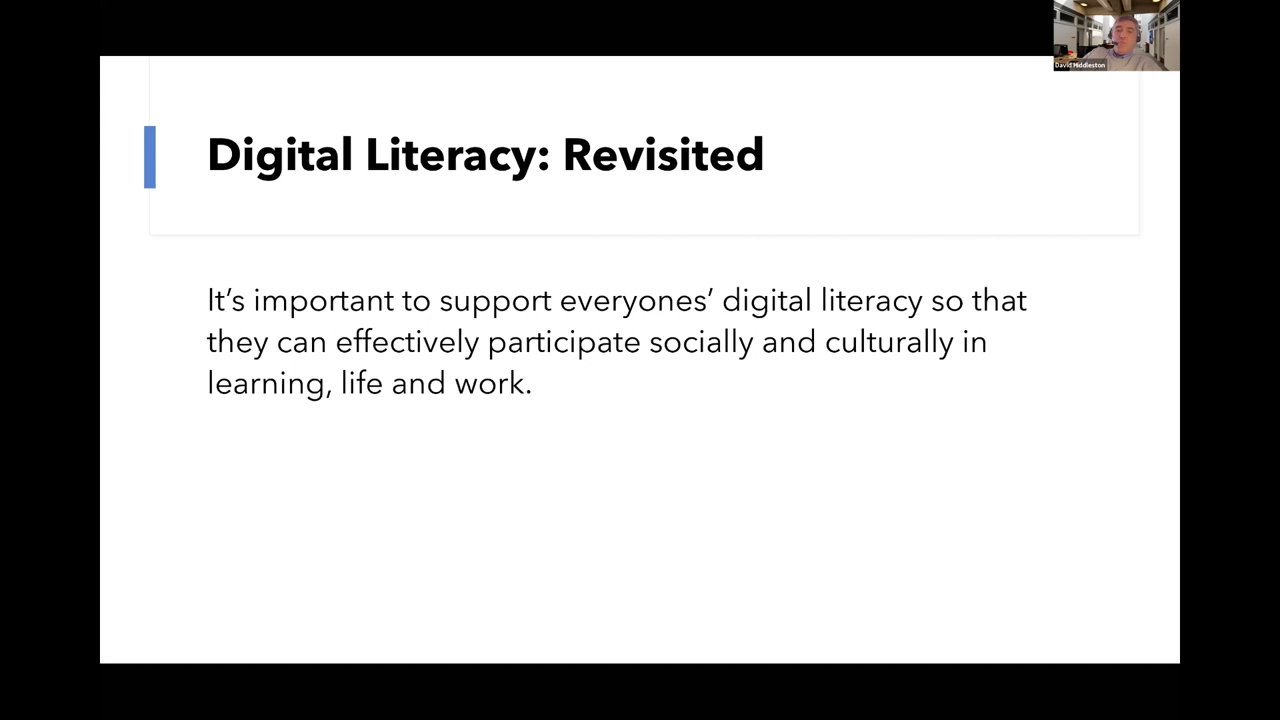 David Hiddleston
Digital Literacy: Revisited
It’s important to support everyones’ digital literacy so that
they can effectively participate socially and culturally in
learning, life and work.